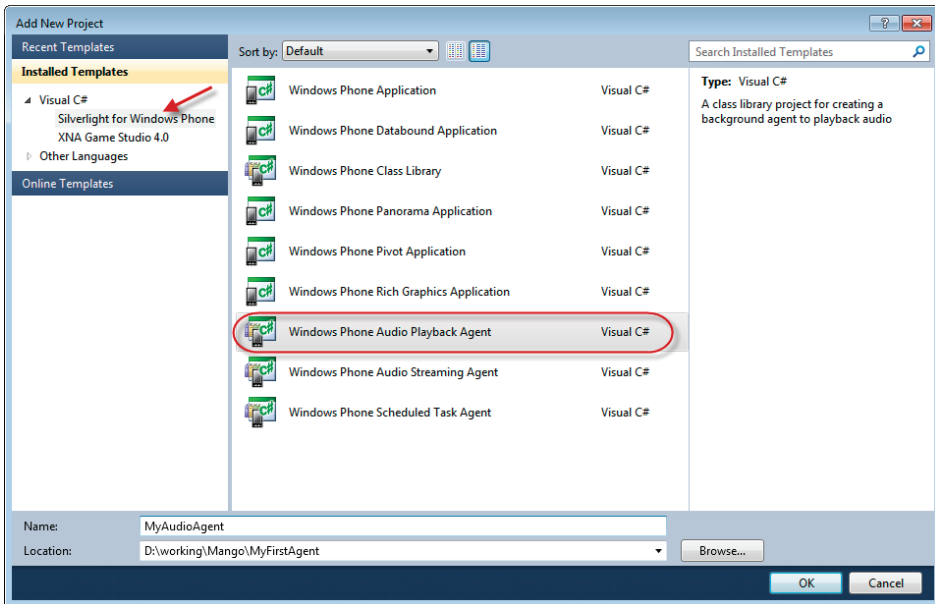 Add New Project
Recent Templates
Installed Templates
Visual C#
Silverlight for Windows Phone
XNA Game Studio 4.0
Other Languages
Online Templates
Sort by: Default
Search Installed Templates
Windows Phone Application Visual C#
Windows Phone Databound Application Visual C#
Windows Phone Class Library Visual C#
Windows Phone Panorama Application Visual C#
Windows Phone Pivot Application Visual C#
Windows Phone Rich Graphics Application Visual C#
Windows Phone Audio Playback Agent Visual C#
Windows Phone Audio Streaming Agent Visual C#
Windows Phone Scheduled Task Agent Visual C#
Type: Visual C#
A class library project for creating a
background agent to playback audio
Name: MyAudioAgent
Location: D:\working\Mango\MyFirstAgent
Browse...
OK Cancel